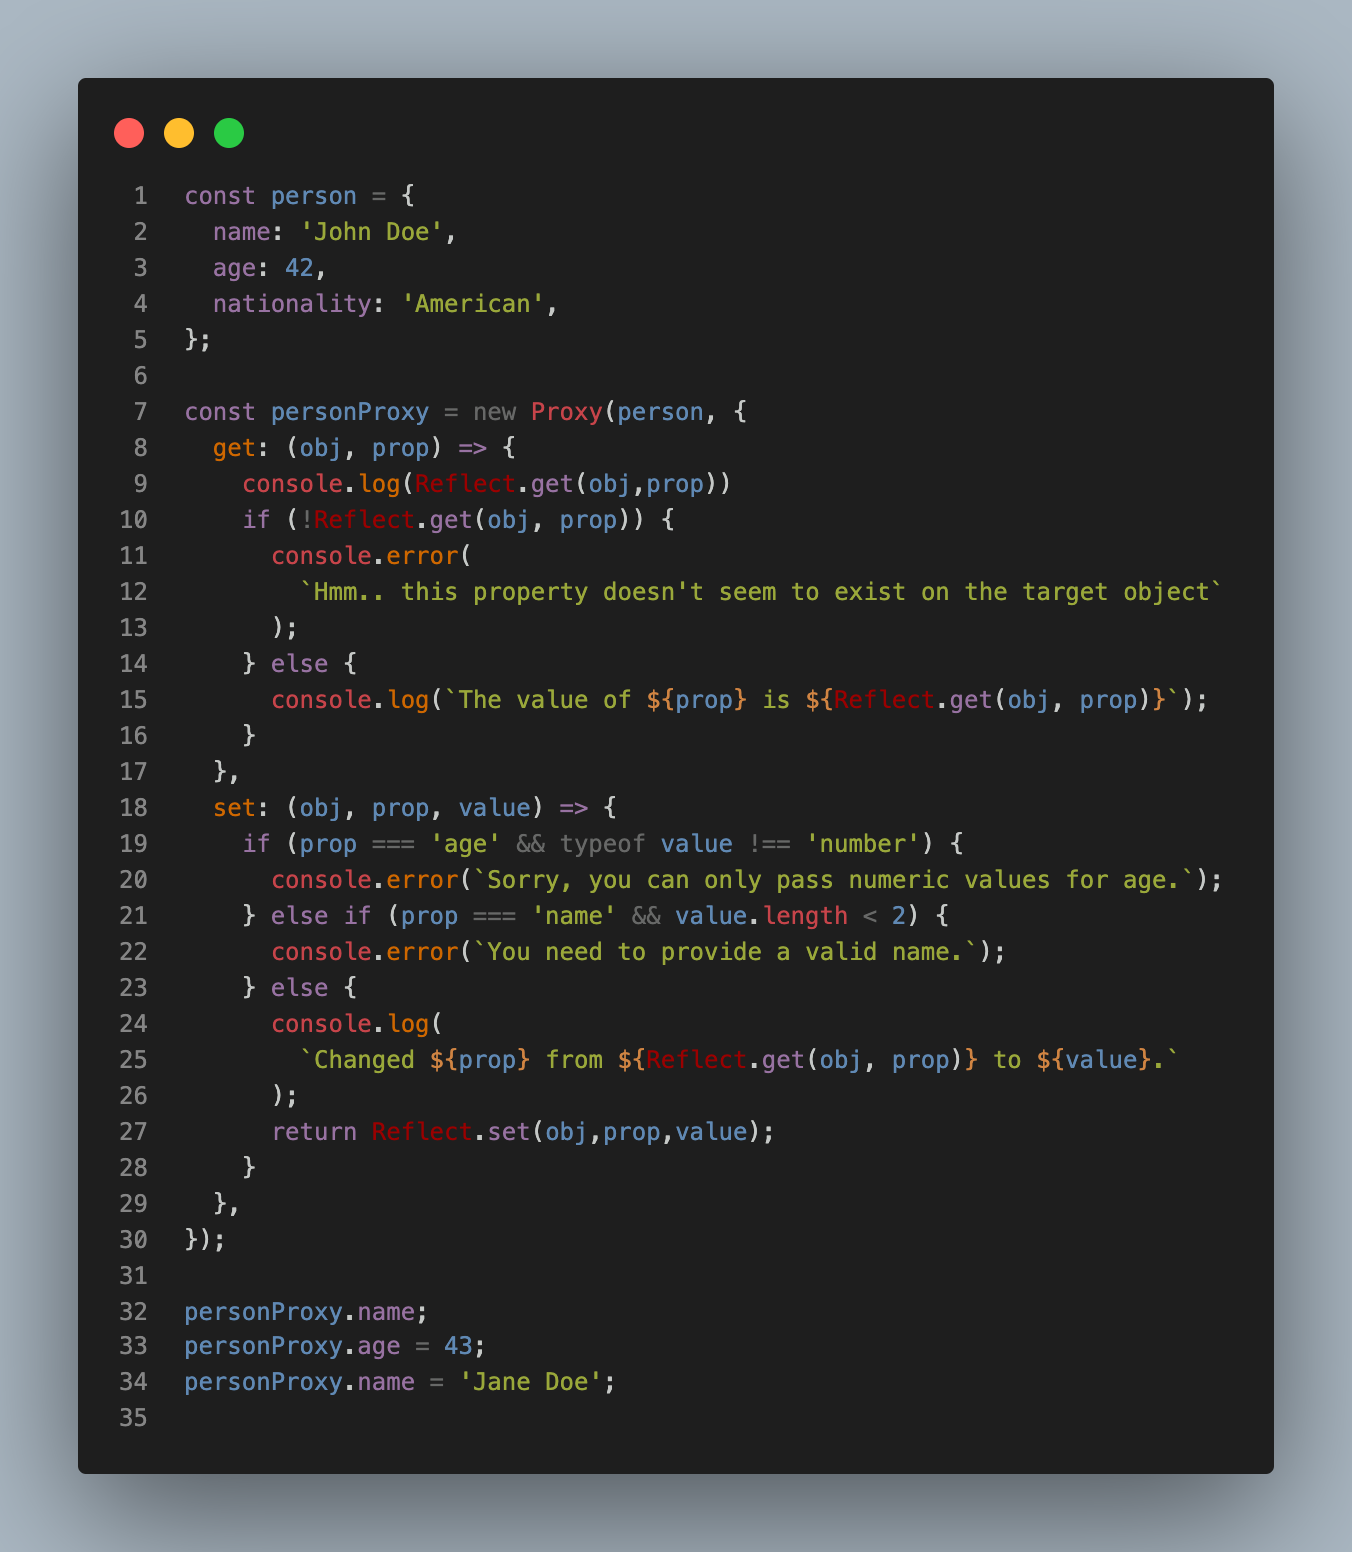 1 const person = {
2   name: 'John Doe',
3   age: 42,
4   nationality: 'American',
5 };
6
7 const personProxy = new Proxy(person, {
8   get: (obj, prop) => {
9     console.log(Reflect.get(obj,prop))
10     if (!Reflect.get(obj, prop)) {
11       console.error(
12         `Hmm.. this property doesn't seem to exist on the target object`
13       );
14     } else {
15       console.log(`The value of ${prop} is ${Reflect.get(obj, prop)}`);
16     }
17   },
18   set: (obj, prop, value) => {
19     if (prop === 'age' && typeof value !== 'number') {
20       console.error(`Sorry, you can only pass numeric values for age.`);
21     } else if (prop === 'name' && value.length < 2) {
22       console.error(`You need to provide a valid name.`);
23     } else {
24       console.log(
25         `Changed ${prop} from ${Reflect.get(obj, prop)} to ${value}.`
26       );
27       return Reflect.set(obj,prop,value);
28     }
29   },
30 });
31
32 personProxy.name;
33 personProxy.age = 43;
34 personProxy.name = 'Jane Doe';
35